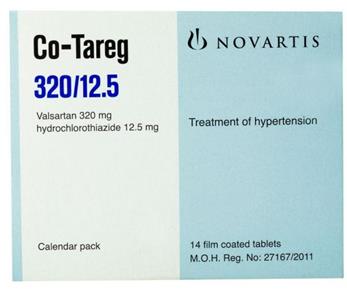 Co-Tareg
320/12.5
Valsartan 320 mg
hydrochlorothiazide 12.5 mg
Calendar pack
NOVARTIS
Treatment of hypertension
14 film coated tablets
M.O.H. Reg. No: 27167/2011